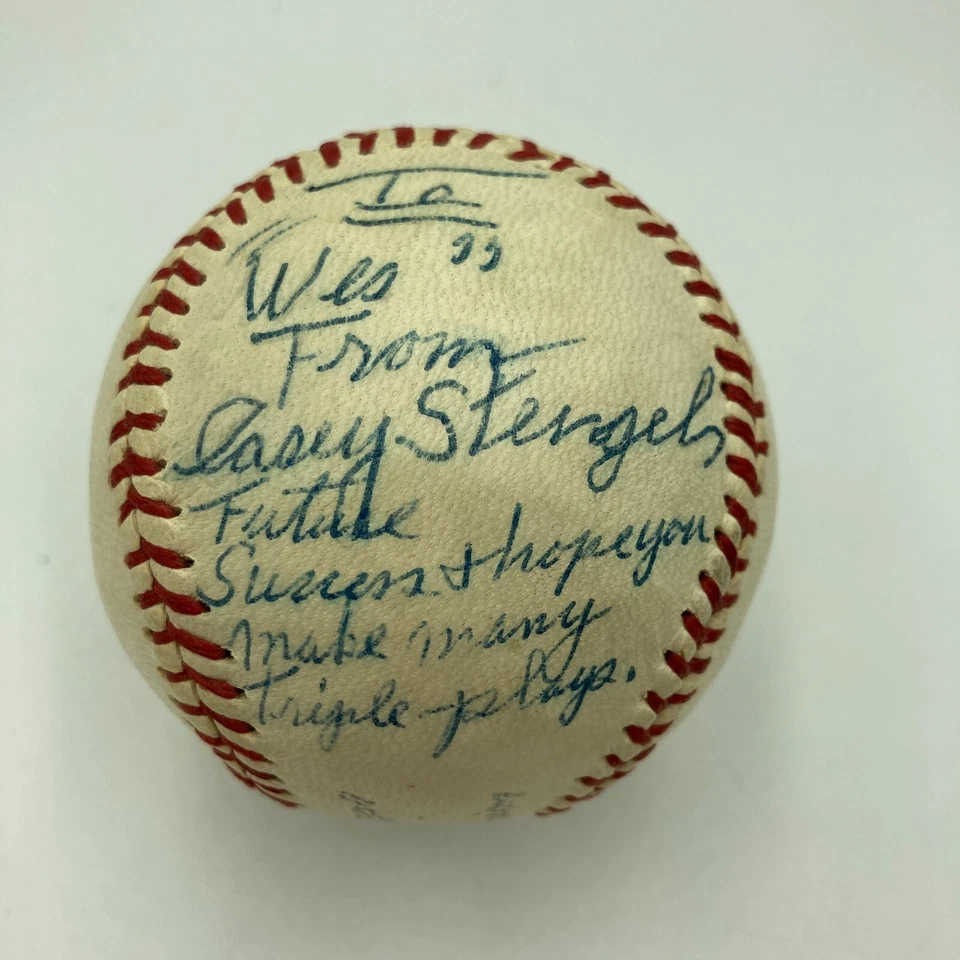 To
"Wes"
From
Casey Stengel
Future
Success & hope you
make many
Triple-plays.